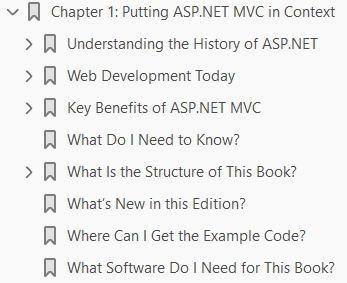 Chapter 1: Putting ASP.NET MVC in Context
Understanding the History of ASP.NET
Web Development Today
Key Benefits of ASP.NET MVC
What Do I Need to Know?
What Is the Structure of This Book?
What's New in this Edition?
Where Can I Get the Example Code?
What Software Do I Need for This Book?